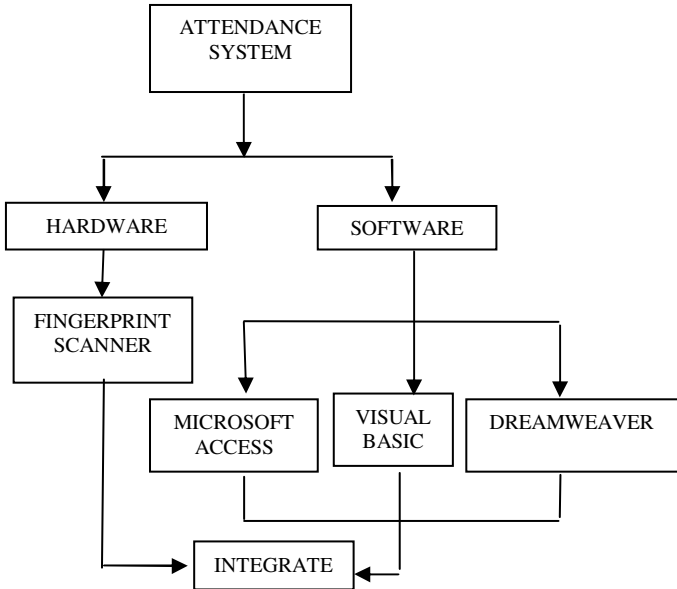 ATTENDANCE
SYSTEM
HARDWARE
SOFTWARE
FINGERPRINT
SCANNER
MICROSOFT
ACCESS
VISUAL
BASIC
DREAMWEAVER
INTEGRATE